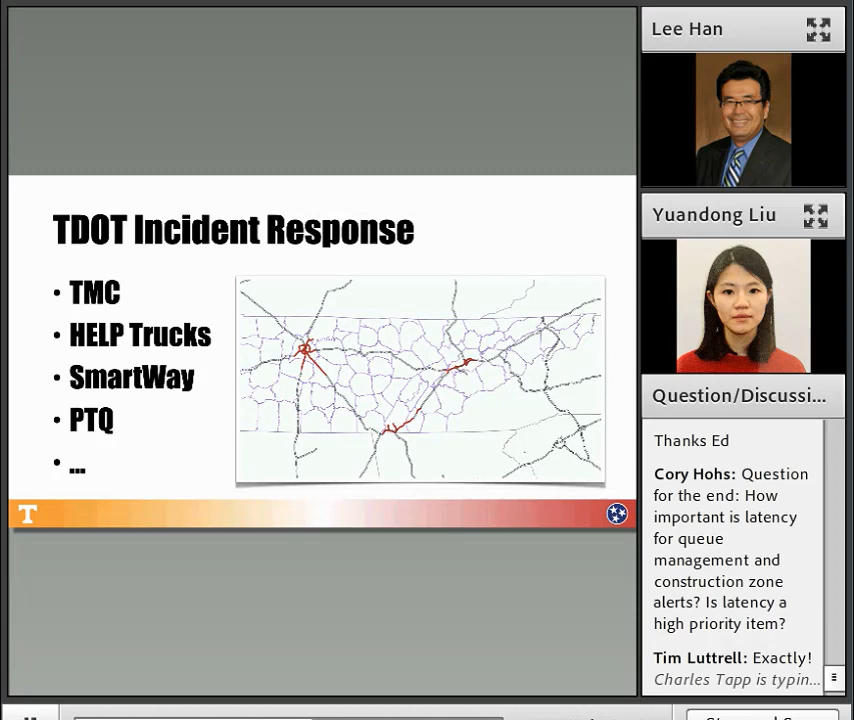 TDOT Incident Response
• TMC
• HELP Trucks
• SmartWay
• PTQ
• ...
T
Lee Han
Yuandong Liu
Question/Discussi...
Thanks Ed
Cory Hohs: Question
for the end: How
important is latency
for queue
management and
construction zone
alerts? Is latency a
high priority item?
Tim Luttrell: Exactly!
Charles Tapp is typin...